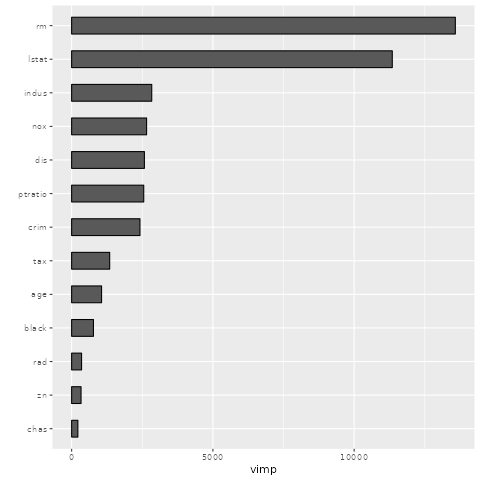 rm
lstat
indus
nox
dis
ptratio
crim
tax
age
black
rad
zn
chas
0 5000 10000
vimp